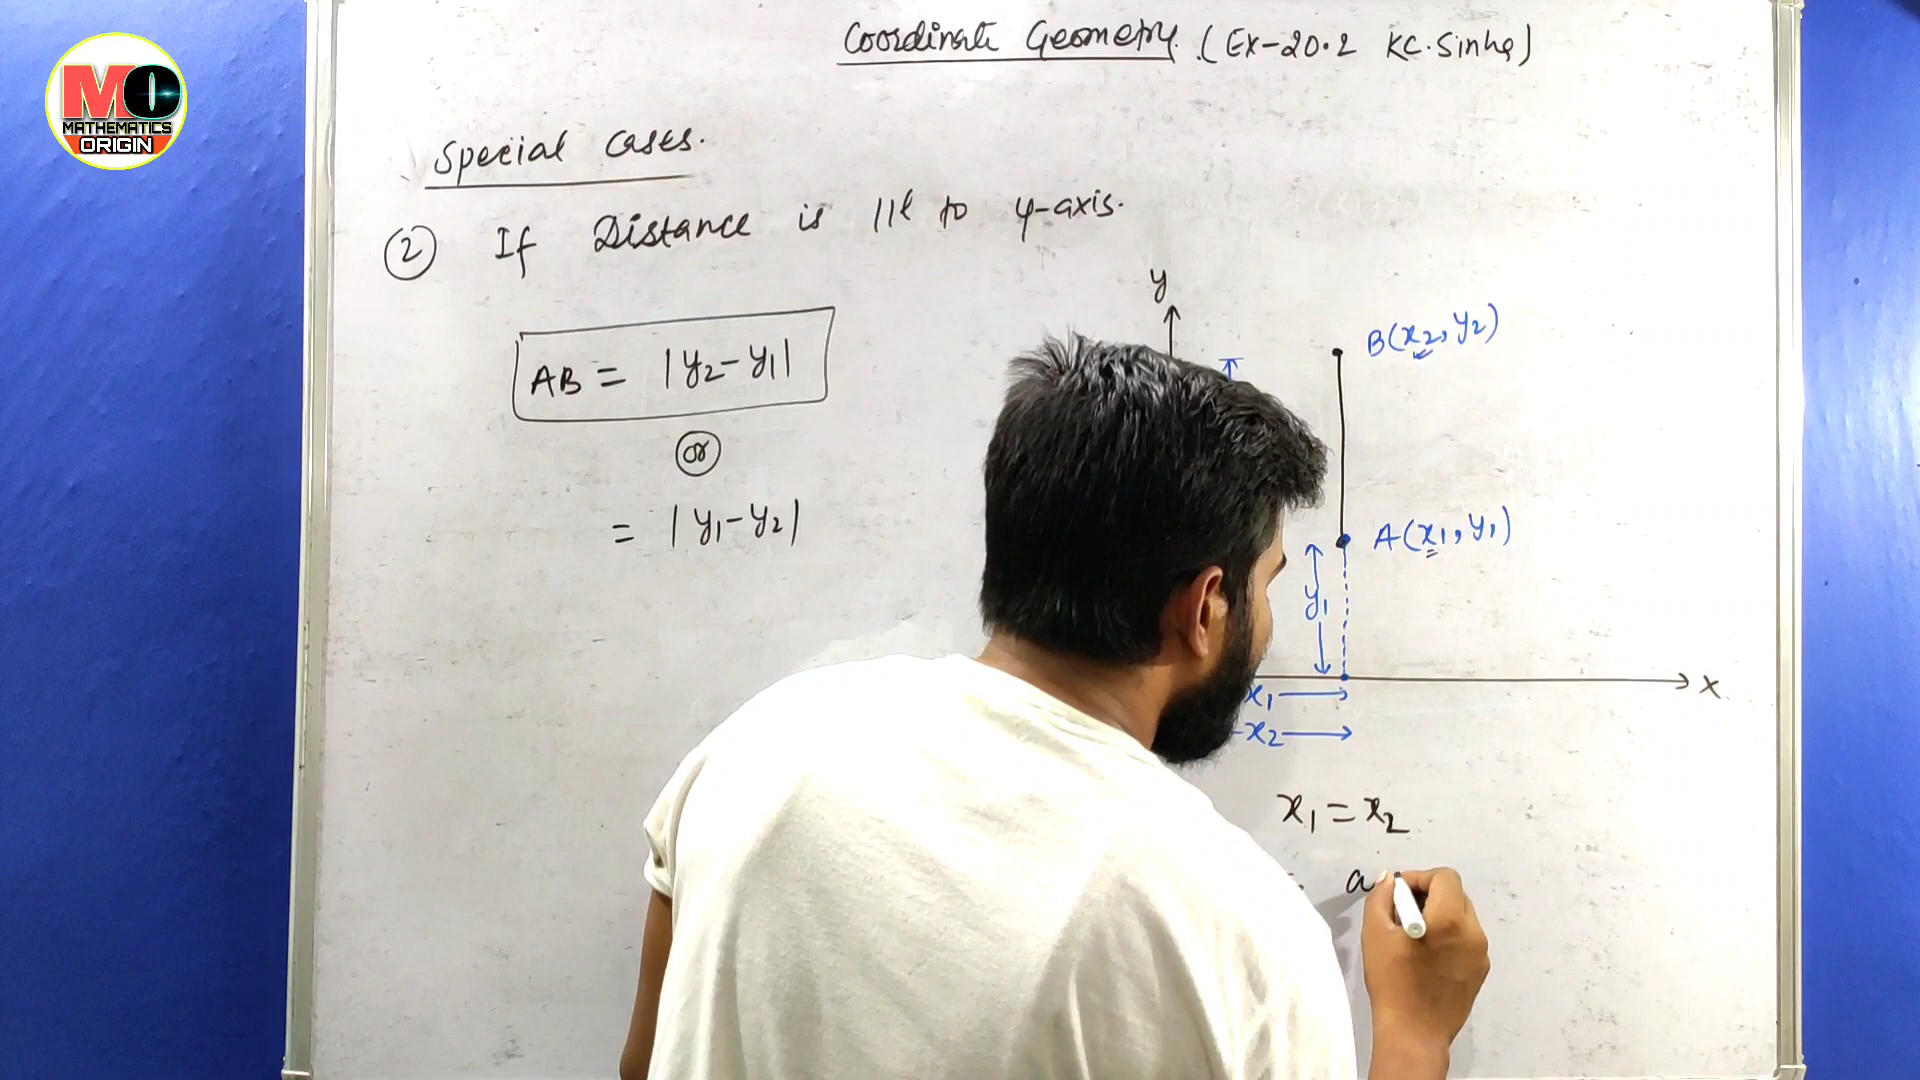 MO
MATHEMATICS
ORIGIN
Coordinate Geometry. (Ex-20.2 KC. Sinha)
Special Cases.
② If Distance is ||l to y-axis.
AB = |y₂-y₁|
or
= |y₁-y₂|
y
B(x₂, y₂)
A(x₁, y₁)
y₁
x
x₁
x₂
x₁ = x₂
a